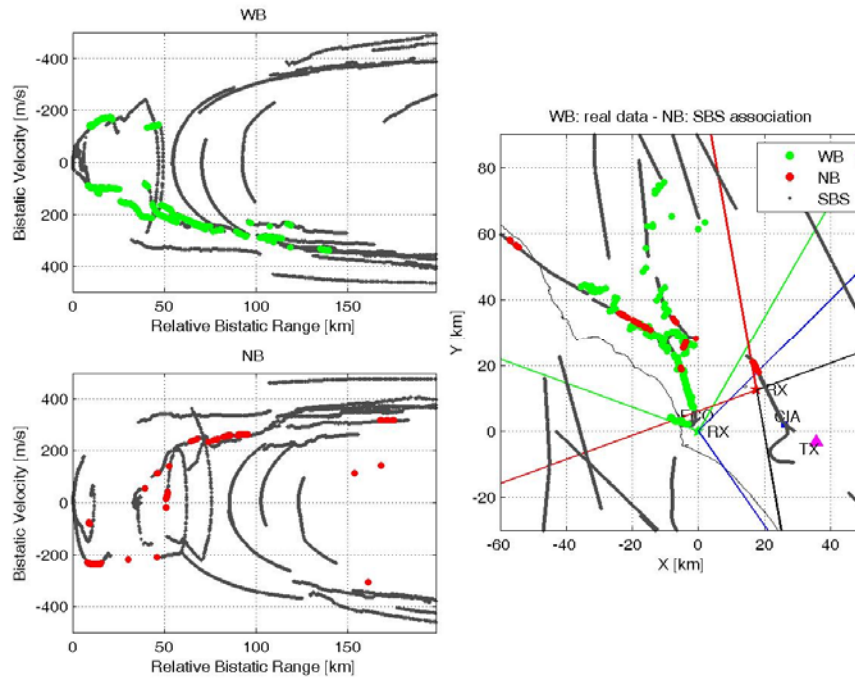 WB
-400
-200
0
200
400
Bistatic Velocity [m/s]
0 50 100 150
Relative Bistatic Range [km]
NB
400
200
0
-200
-400
Bistatic Velocity [m/s]
0 50 100 150
Relative Bistatic Range [km]
WB: real data - NB: SBS association
WB
NB
SBS
80
60
40
20
0
-20
Y [km]
RX
CIA
RX
TX
-60 -40 -20 0 20 40
X [km]